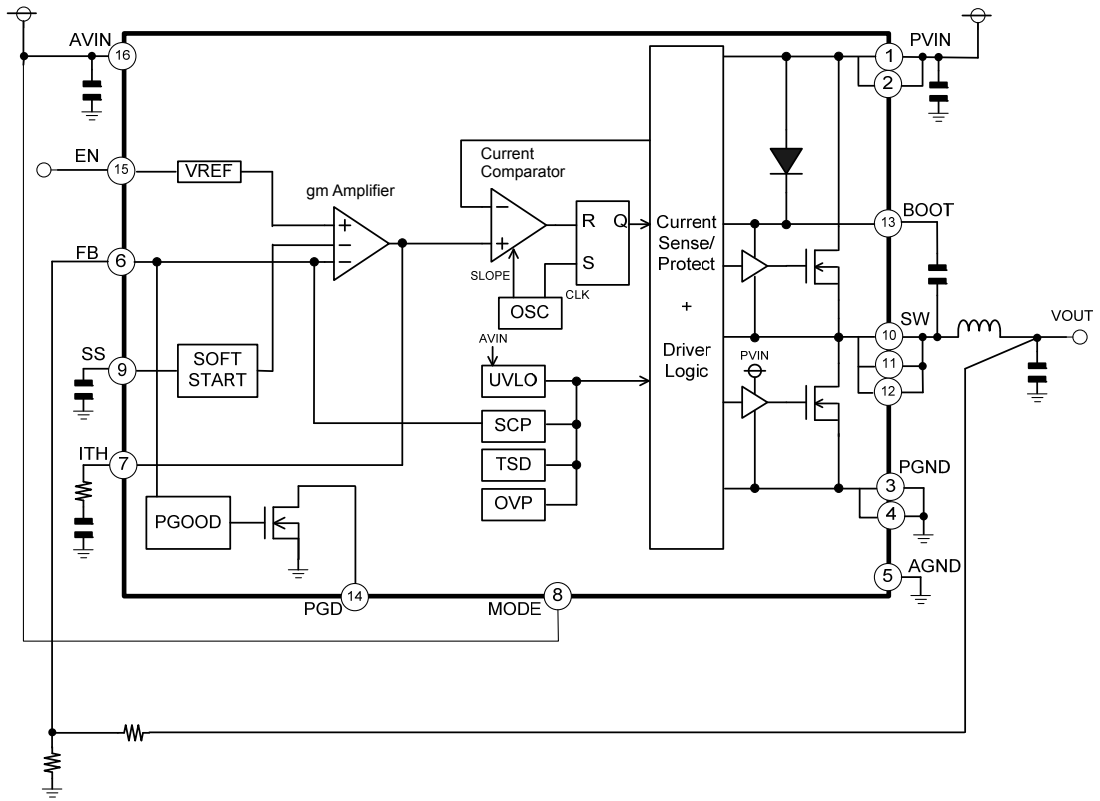 AVIN
16
PVIN
1
2
EN
15
VREF
gm Amplifier
+
−
−
Current
Comparator
−
+
SLOPE
R
Q
S
CLK
OSC
Current
Sense/
Protect
+
Driver
Logic
13
BOOT
FB
6
SS
9
SOFT
START
AVIN
UVLO
SCP
TSD
OVP
PVIN
SW
10
11
12
VOUT
ITH
7
PGOOD
PGND
3
4
5
AGND
PGD
14
MODE
8